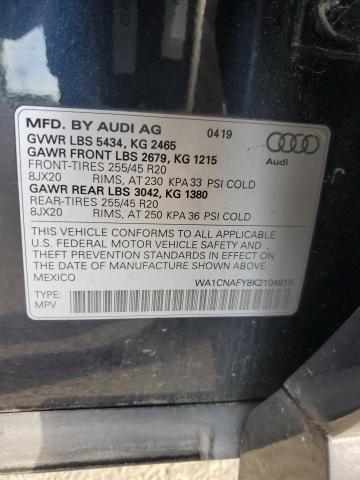 MFD. BY AUDI AG 0419
GVWR LBS 5434, KG 2465
GAWR FRONT LBS 2679, KG 1215
FRONT-TIRES 255/45 R20
8JX20 RIMS, AT 230 KPA 33 PSI COLD
GAWR REAR LBS 3042, KG 1380
REAR-TIRES 255/45 R20
8JX20 RIMS, AT 250 KPA 36 PSI COLD
Audi
THIS VEHICLE CONFORMS TO ALL APPLICABLE
U.S. FEDERAL MOTOR VEHICLE SAFETY AND
THEFT PREVENTION STANDARDS IN EFFECT ON
THE DATE OF MANUFACTURE SHOWN ABOVE.
MEXICO
WA1CNAFY8K2104819
TYPE:
MPV